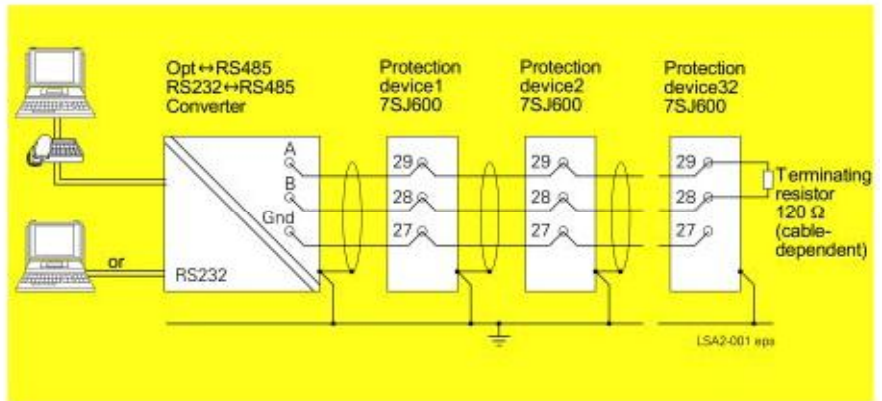 Opt↔RS485
RS232↔RS485
Converter
Protection
device1
7SJ600
Protection
device2
7SJ600
Protection
device32
7SJ600
A
B
Gnd
RS232
or
29
28
27
29
28
27
29
28
27
Terminating
resistor
120 Ω
(cable-
dependent)
LSA2-001 eps